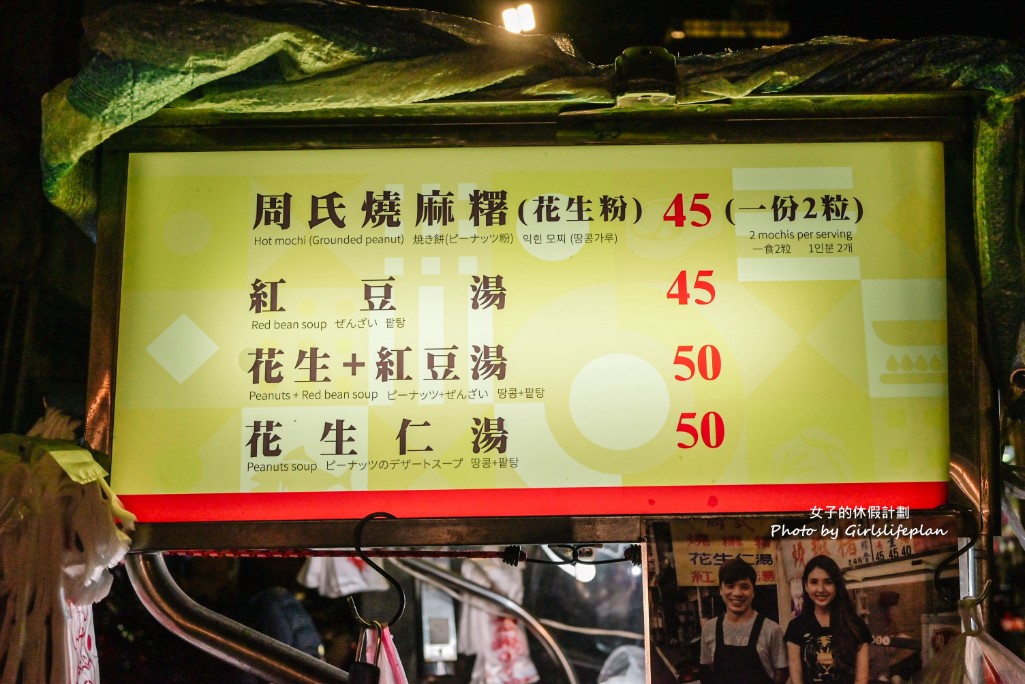 周氏燒麻糬(花生粉) 45 (一份2粒)
Hot mochi (Grounded peanut) 焼き餅(ピーナッツ粉) 익힌 모찌 (땅콩가루) 2 mochis per serving
一食2粒 1인분 2개
紅豆湯 45
Red bean soup ぜんざい 팥탕
花生+紅豆湯 50
Peanuts + Red bean soup ピーナッツ+ぜんざい 땅콩+팥탕
花生仁湯 50
Peanuts soup ピーナッツのデザートスープ 땅콩+팥탕
女子的休假計劃
Photo by Girlslifeplan
花生仁湯
45.45.40